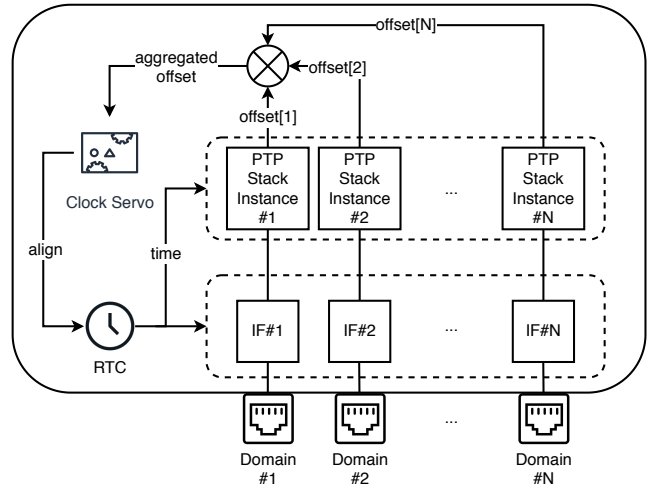 offset[N]
aggregated
offset
offset[2]
offset[1]
Clock Servo
PTP
Stack
Instance
#1
PTP
Stack
Instance
#2
...
PTP
Stack
Instance
#N
align
time
RTC
IF#1
IF#2
...
IF#N
...
Domain
#1
Domain
#2
Domain
#N